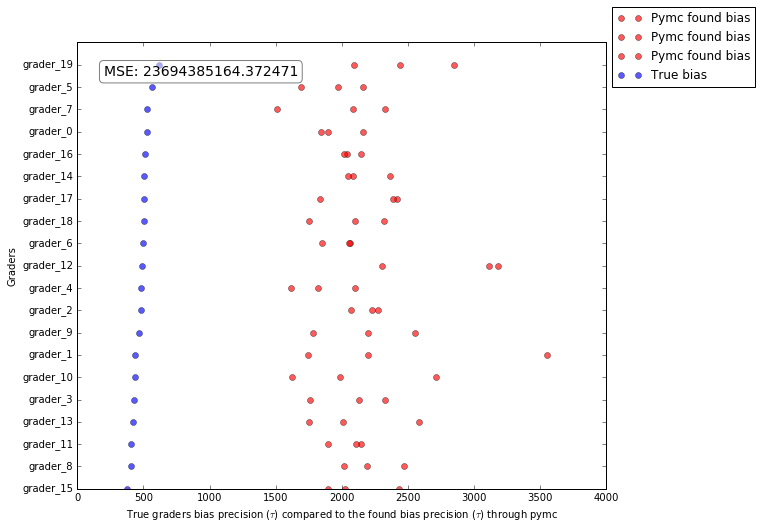 Pymc found bias
Pymc found bias
Pymc found bias
True bias
MSE: 23694385164.372471
Graders
grader_19
grader_5
grader_7
grader_0
grader_16
grader_14
grader_17
grader_18
grader_6
grader_12
grader_4
grader_2
grader_9
grader_1
grader_10
grader_3
grader_13
grader_11
grader_8
grader_15
0 500 1000 1500 2000 2500 3000 3500 4000
True graders bias precision (τ) compared to the found bias precision (τ) through pymc